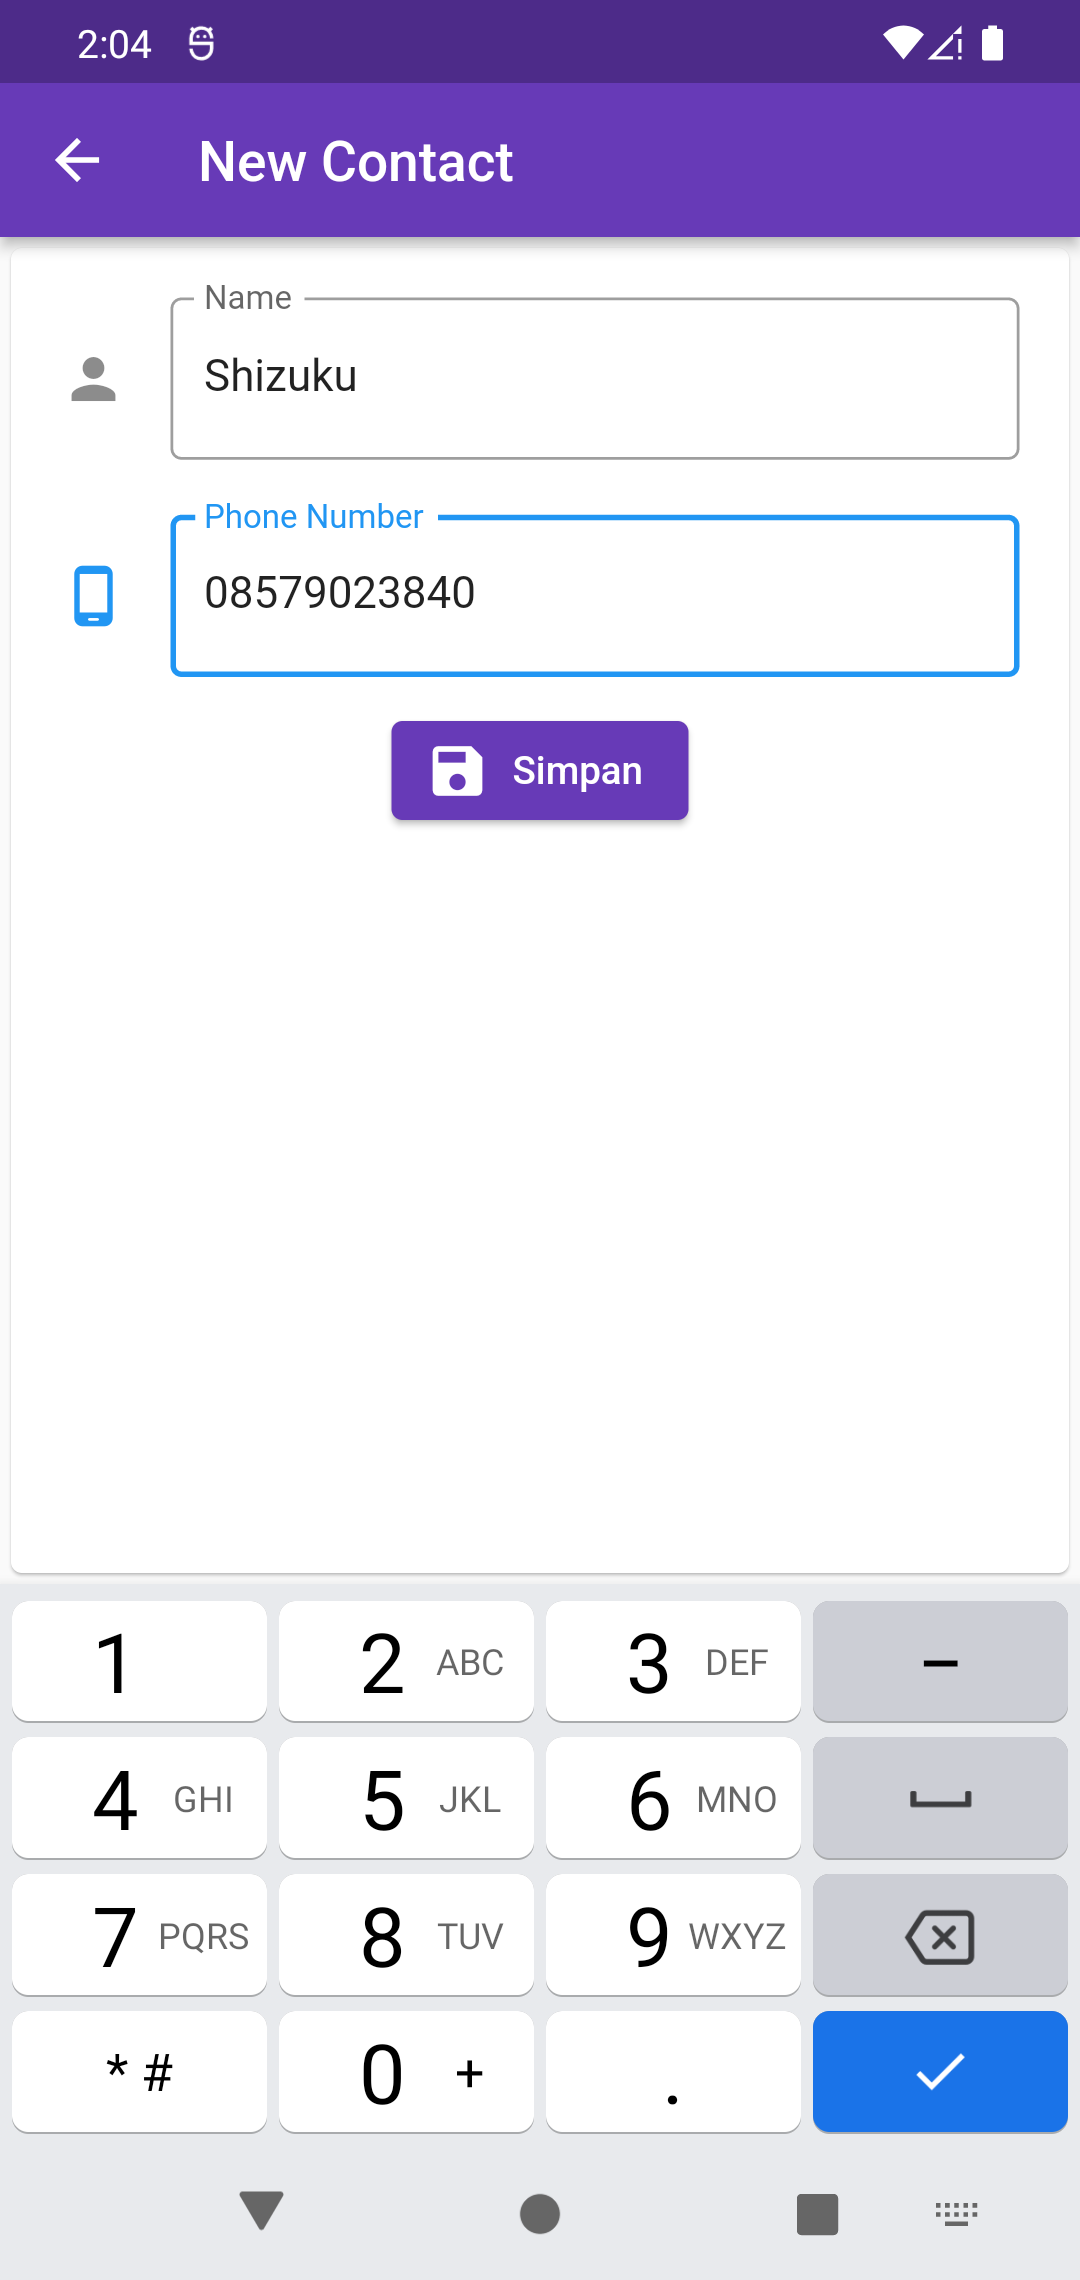 2:04
New Contact
Name
Shizuku
Phone Number
08579023840
Simpan
1
2 ABC
3 DEF
–
4 GHI
5 JKL
6 MNO
7 PQRS
8 TUV
9 WXYZ
* #
0 +
.